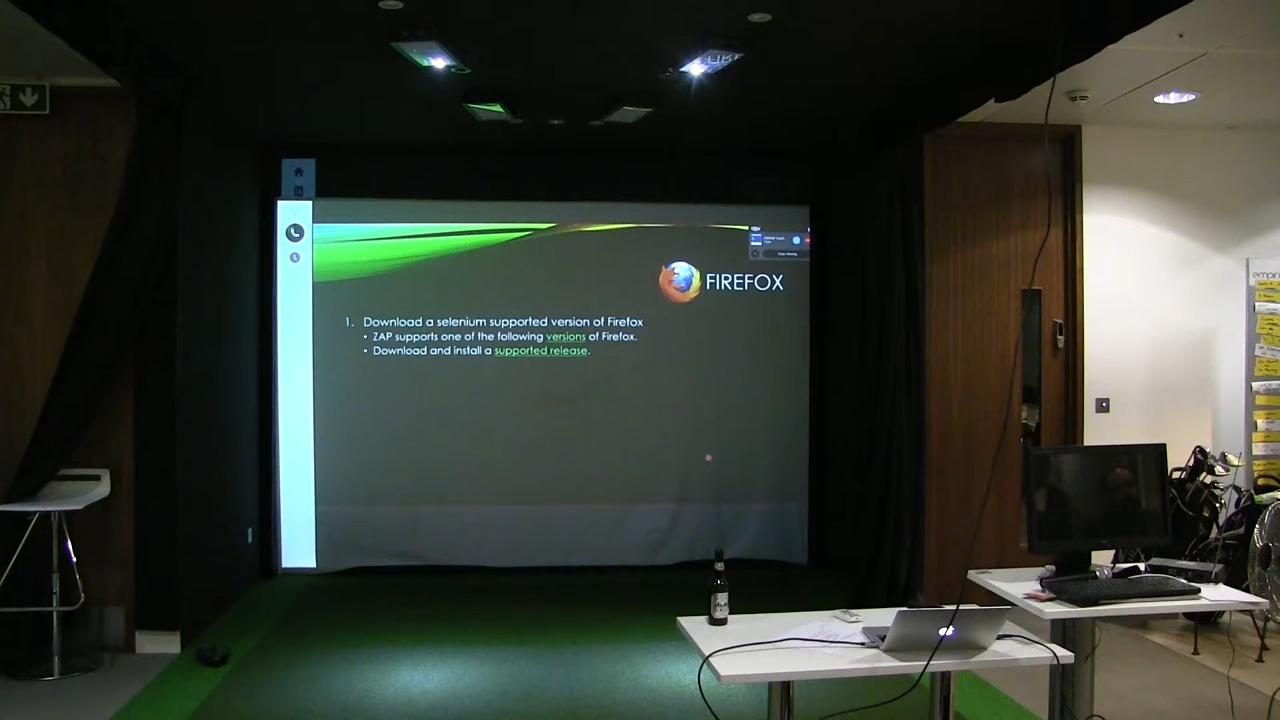 FIREFOX
1. Download a selenium supported version of Firefox
• ZAP supports one of the following versions of Firefox.
• Download and install a supported release.